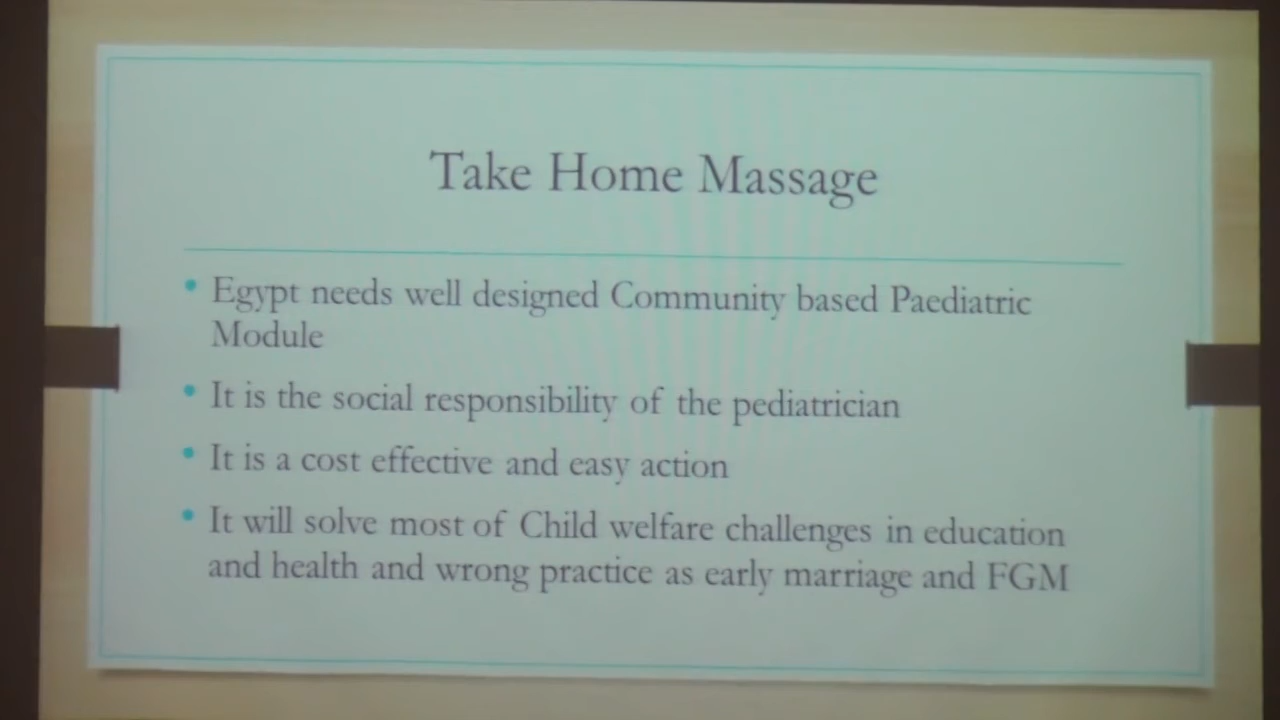 Take Home Massage
• Egypt needs well designed Community based Paediatric
Module
• It is the social responsibility of the pediatrician
• It is a cost effective and easy action
• It will solve most of Child welfare challenges in education
and health and wrong practice as early marriage and FGM